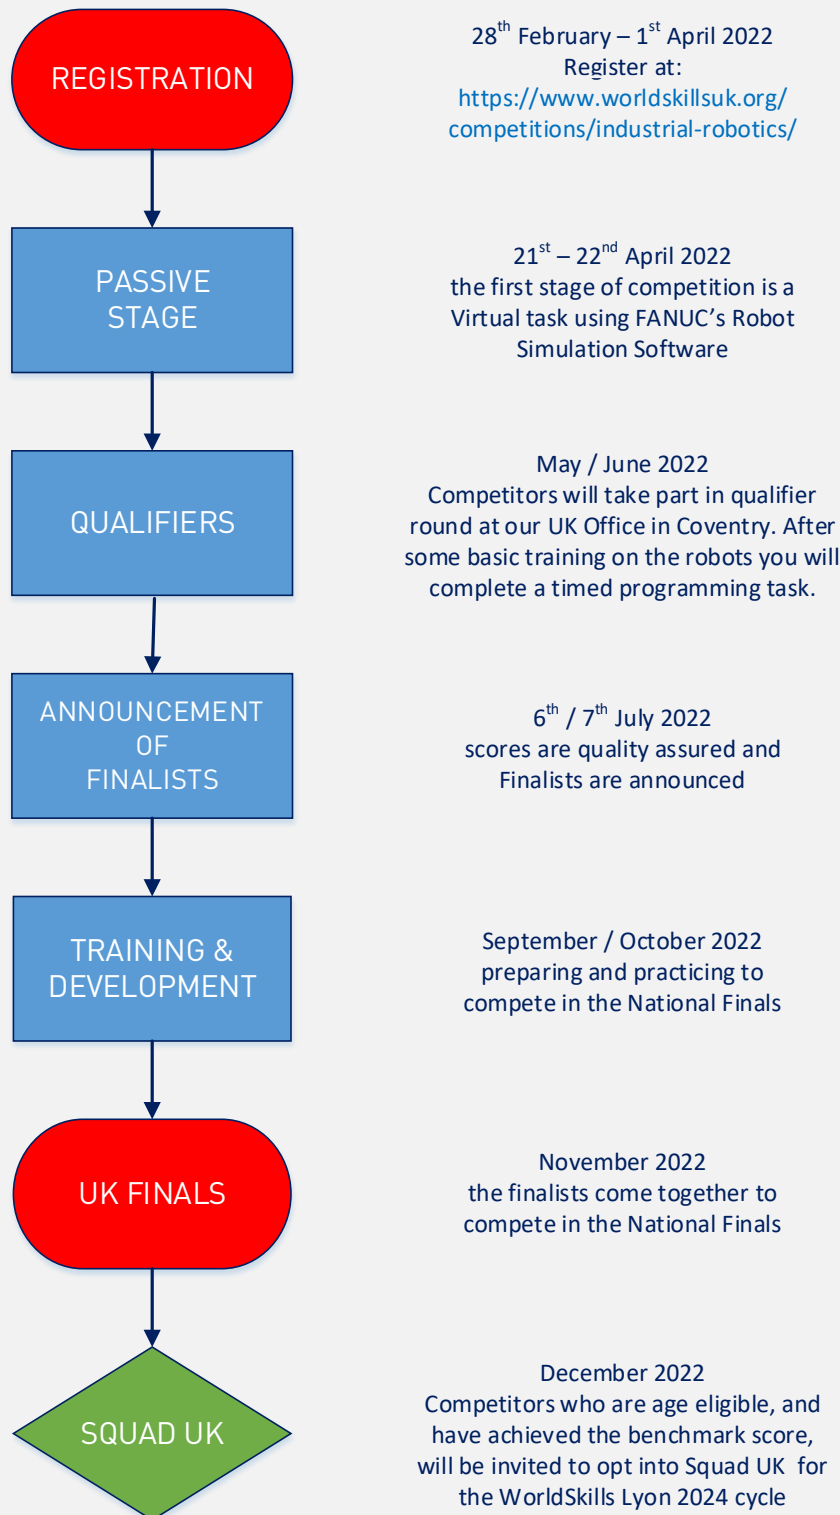 REGISTRATION
28th February – 1st April 2022
Register at:
https://www.worldskillsuk.org/
competitions/industrial-robotics/
PASSIVE
STAGE
21st – 22nd April 2022
the first stage of competition is a
Virtual task using FANUC’s Robot
Simulation Software
QUALIFIERS
May / June 2022
Competitors will take part in qualifier
round at our UK Office in Coventry. After
some basic training on the robots you will
complete a timed programming task.
ANNOUNCEMENT
OF
FINALISTS
6th / 7th July 2022
scores are quality assured and
Finalists are announced
TRAINING &
DEVELOPMENT
September / October 2022
preparing and practicing to
compete in the National Finals
UK FINALS
November 2022
the finalists come together to
compete in the National Finals
SQUAD UK
December 2022
Competitors who are age eligible, and
have achieved the benchmark score,
will be invited to opt into Squad UK for
the WorldSkills Lyon 2024 cycle